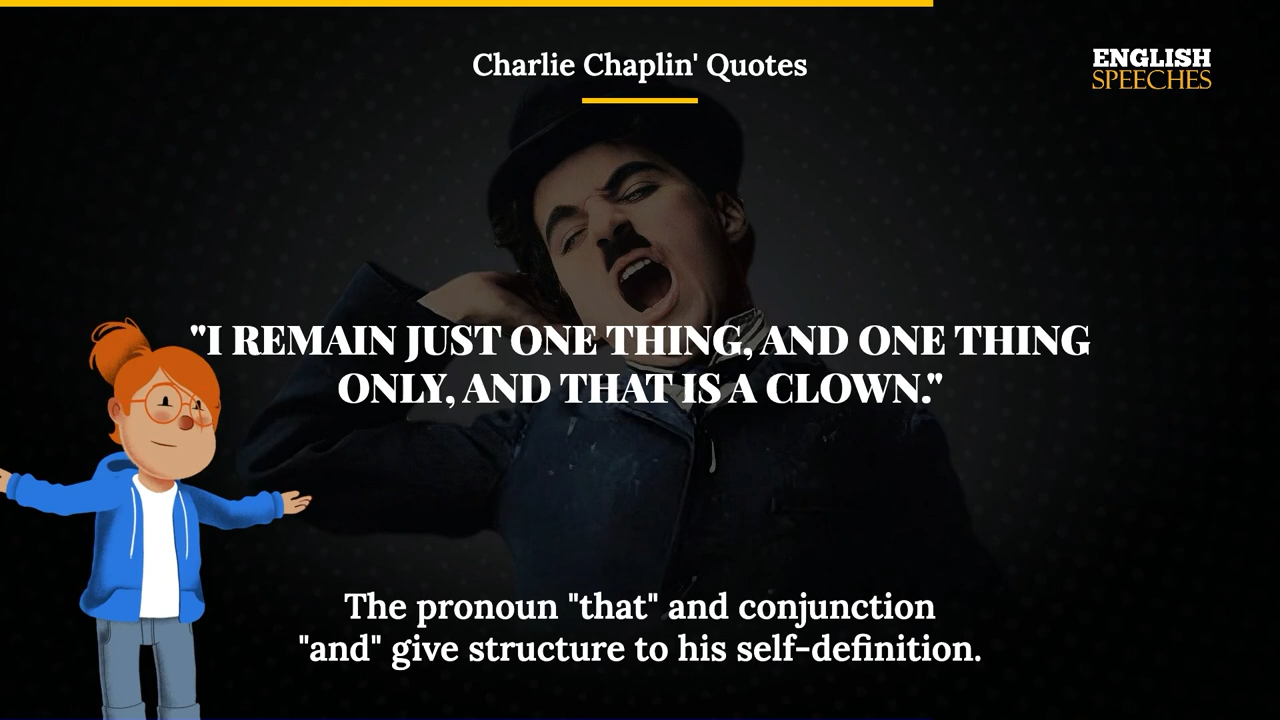 Charlie Chaplin' Quotes
ENGLISH
SPEECHES
"I REMAIN JUST ONE THING, AND ONE THING
ONLY, AND THAT IS A CLOWN."
The pronoun "that" and conjunction
"and" give structure to his self-definition.